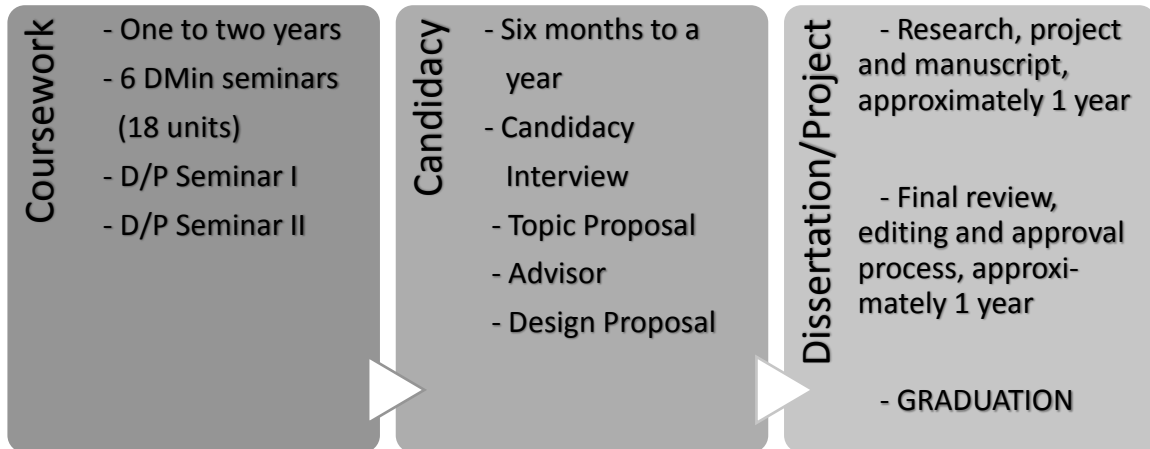 Coursework
- One to two years
- 6 DMin seminars
(18 units)
- D/P Seminar I
- D/P Seminar II
Candidacy
- Six months to a
year
- Candidacy
Interview
- Topic Proposal
- Advisor
- Design Proposal
Dissertation/Project
- Research, project
and manuscript,
approximately 1 year
- Final review,
editing and approval
process, approxi-
mately 1 year
- GRADUATION